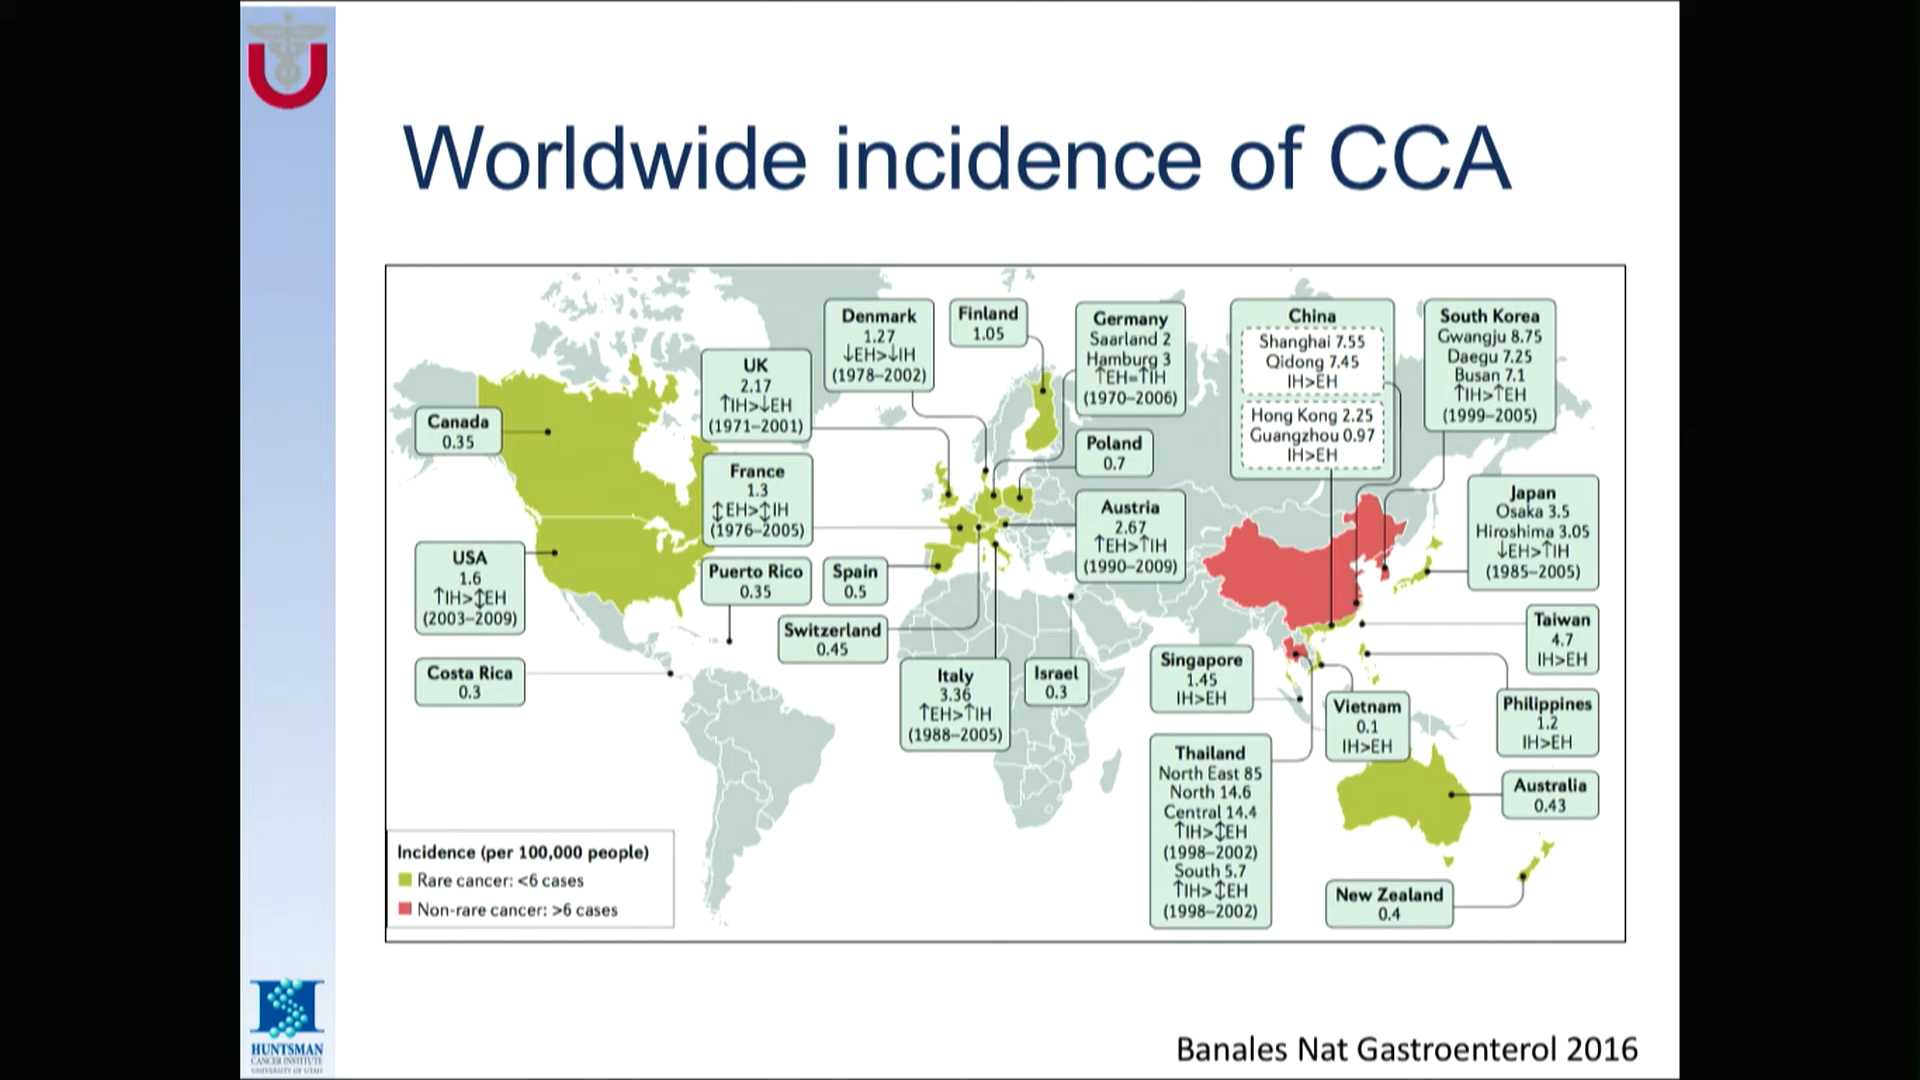 Worldwide incidence of CCA
Denmark
1.27
↓EH>↓IH
(1978–2002)
Finland
1.05
Germany
Saarland 2
Hamburg 3
↑EH=↑IH
(1970–2006)
China
Shanghai 7.55
Qidong 7.45
IH>EH
Hong Kong 2.25
Guangzhou 0.97
IH>EH
South Korea
Gwangju 8.75
Daegu 7.25
Busan 7.1
↑IH>↑EH
(1999–2005)
UK
2.17
↑IH>↓EH
(1971–2001)
Canada
0.35
Poland
0.7
France
1.3
↕EH>↕IH
(1976–2005)
Austria
2.67
↑EH>↑IH
(1990–2009)
Japan
Osaka 3.5
Hiroshima 3.05
↓EH>↑IH
(1985–2005)
USA
1.6
↑IH>↕EH
(2003–2009)
Puerto Rico
0.35
Spain
0.5
Switzerland
0.45
Taiwan
4.7
IH>EH
Costa Rica
0.3
Italy
3.36
↑EH>↑IH
(1988–2005)
Israel
0.3
Singapore
1.45
IH>EH
Vietnam
0.1
IH>EH
Philippines
1.2
IH>EH
Thailand
North East 85
North 14.6
Central 14.4
↑IH>↕EH
(1998–2002)
South 5.7
↑IH>↕EH
(1998–2002)
Australia
0.43
New Zealand
0.4
Incidence (per 100,000 people)
Rare cancer: <6 cases
Non-rare cancer: >6 cases
HUNTSMAN
CANCER INSTITUTE
UNIVERSITY OF UTAH
Banales Nat Gastroenterol 2016